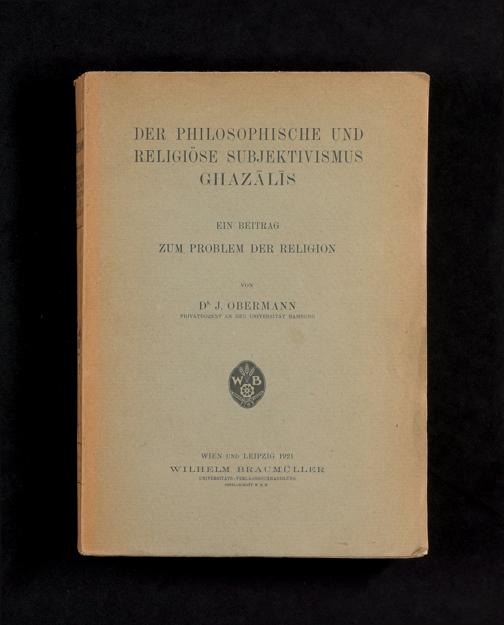 DER PHILOSOPHISCHE UND
RELIGIÖSE SUBJEKTIVISMUS
GHAZĀLĪS
EIN BEITRAG
ZUM PROBLEM DER RELIGION
VON
DR J. OBERMANN
PRIVATDOZENT AN DER UNIVERSITÄT HAMBURG
W B
WIEN UND LEIPZIG 1921
WILHELM BRAUMÜLLER
UNIVERSITÄTS-VERLAGSBUCHHANDLUNG
GESELLSCHAFT M. B. H.